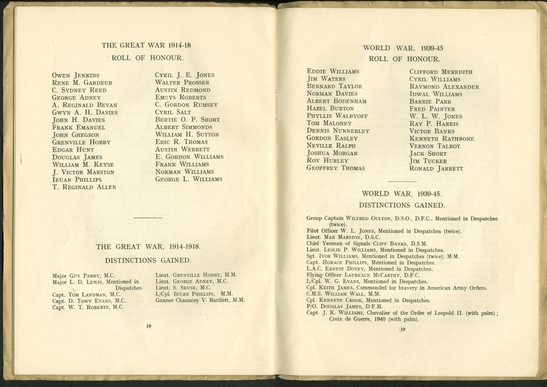 THE GREAT WAR 1914-18
ROLL OF HONOUR.
OWEN JENKINS
RENE M. GARDEUR
C. SYDNEY REED
GEORGE ADNEY
A. REGINALD BEVAN
GWYN A. H. DAVIES
JOHN H. DAVIES
FRANK EMANUEL
JOHN GREGSON
GRENVILLE HOBBY
EDGAR HUNT
DOUGLAS JAMES
WILLIAM M. KEYSE
J. VICTOR MARSTON
IEUAN PHILLIPS
T. REGINALD ALLEN
CYRIL J. E. JONES
WALTER PROSSER
AUSTIN REDMOND
EMRYS ROBERTS
C. GORDON RUMSEY
CYRIL SALT
BERTIE O. P. SHORT
ALBERT SIMMONDS
WILLIAM H. SUTTON
ERIC R. THOMAS
AUSTIN WERRETT
E. GORDON WILLIAMS
FRANK WILLIAMS
NORMAN WILLIAMS
GEORGE L. WILLIAMS
THE GREAT WAR, 1914-1918.
DISTINCTIONS GAINED.
Major GUY PARRY, M.C.
Major L. D. LEWIS, Mentioned in
Dispatches
Capt. TOM LANDMAN, M.C.
Capt. D. TOWY EVANS, M.C.
Capt. W. T. ROBERTS, M.C.
Lieut. GRENVILLE HOBBY, M.M.
Lieut. GEORGE ADNEY, M.C.
Lieut. S. SKUSE, M.C.
L/Cpl. IEUAN PHILLIPS, M.M.
Gunner Chauncey V. Bartlett, M.M.
18
WORLD WAR, 1939-45
ROLL OF HONOUR.
EDDIE WILLIAMS
JIM WATERS
BERNARD TAYLOR
NORMAN DAVIES
ALBERT BODENHAM
HAZEL BURTON
PHYLLIS WALBYOFF
TOM MALONEY
DENNIS NUNNERLEY
GORDON EASLEY
NEVILLE RALPH
JOSHUA MORGAN
ROY HURLEY
GEOFFREY THOMAS
CLIFFORD MEREDITH
CYRIL WILLIAMS
RAYMOND ALEXANDER
IDWAL WILLIAMS
BARRIE PARR
FRED PAINTER
W. L. W. JONES
RAY P. HARRIS
VICTOR BANKS
KENNETH RATHBONE
VERNON TALBOT
JACK SHORT
JIM TUCKER
RONALD JARRETT
WORLD WAR, 1939-45.
DISTINCTIONS GAINED.
Group Captain WILFRED OULTON, D.S.O., D.F.C., Mentioned in Despatches
(twice).
Pilot Officer W. L. JONES, Mentioned in Despatches (twice).
Lieut. MAX MARSTON, D.S.C.
Chief Yeoman of Signals CLIFF BANKS, D.S.M.
Lieut. LESLIE P. WILLIAMS, Mentioned in Despatches.
Sgt. IVOR WILLIAMS, Mentioned in Despatches (twice), M.M.
Capt. HORACE PHILLIPS, Mentioned in Despatches.
L.A.C. ERNEST DOVEY, Mentioned in Despatches.
Flying Officer LAURENCE MCCARDY, D.F.C.
L/Cpl. W. G. EVANS, Mentioned in Despatches.
Cpl. KEITH JAMES, Commended for bravery in American Army Orders.
C.M.S. WILLIAM WALL, M.M.
Cpl. KENNETH CROOK, Mentioned in Despatches.
P/O. DOUGLAS JAMES, D.F.M.
Capt. J. K. WILLIAMS, Chevalier of the Order of Leopold II. (with palm) ;
Croix de Guerre, 1940 (with palm).
19